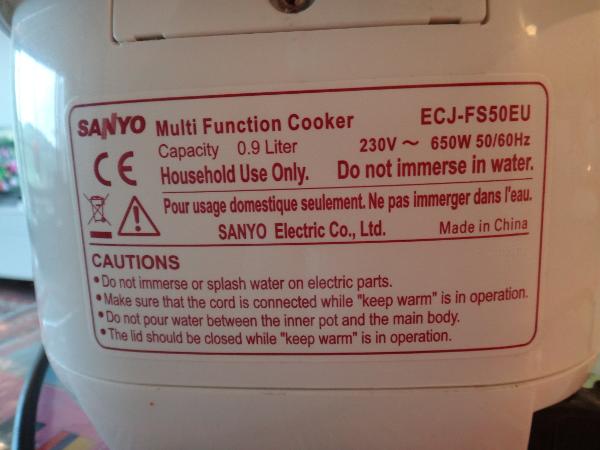 SANYO Multi Function Cooker ECJ-FS50EU
Capacity 0.9 Liter 230V ~ 650W 50/60Hz
CE Household Use Only. Do not immerse in water.
Pour usage domestique seulement. Ne pas immerger dans l'eau.
SANYO Electric Co., Ltd. Made in China
CAUTIONS
• Do not immerse or splash water on electric parts.
• Make sure that the cord is connected while "keep warm" is in operation.
• Do not pour water between the inner pot and the main body.
• The lid should be closed while "keep warm" is in operation.